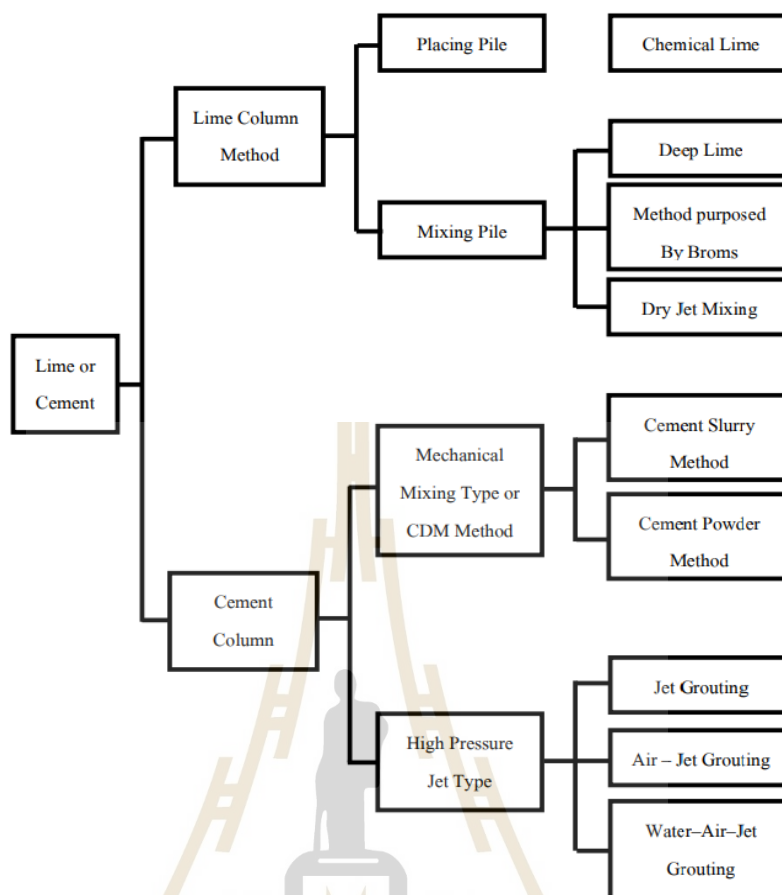 Placing Pile
Chemical Lime
Lime Column
Method
Deep Lime
Mixing Pile
Method purposed
By Broms
Dry Jet Mixing
Lime or
Cement
Mechanical
Mixing Type or
CDM Method
Cement Slurry
Method
Cement Powder
Method
Cement
Column
High Pressure
Jet Type
Jet Grouting
Air – Jet Grouting
Water–Air–Jet
Grouting